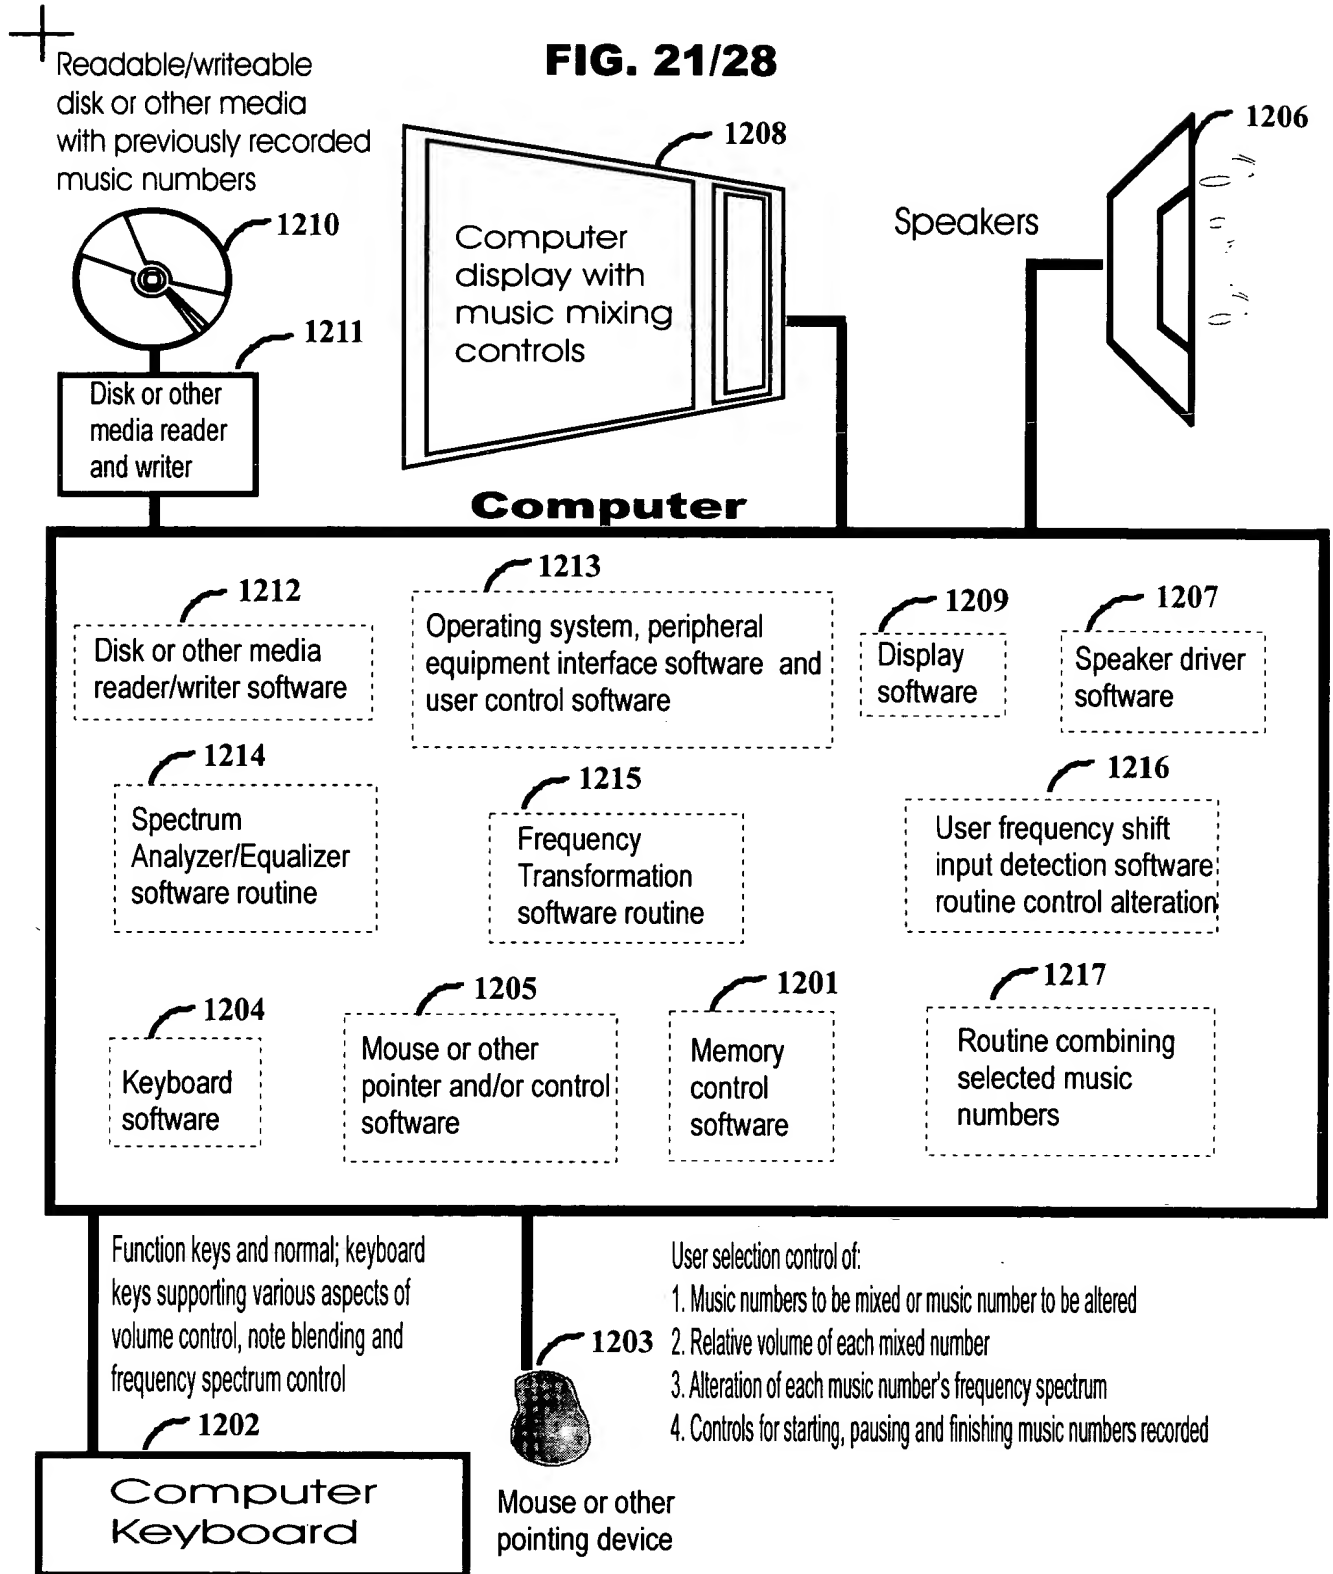 FIG. 21/28
Readable/writeable
disk or other media
with previously recorded
music numbers
1210
1211
Disk or other
media reader
and writer
1208
Computer
display with
music mixing
controls
1206
Speakers
Computer
1212
Disk or other media
reader/writer software
1213
Operating system, peripheral
equipment interface software and
user control software
1209
Display
software
1207
Speaker driver
software
1214
Spectrum
Analyzer/Equalizer
software routine
1215
Frequency
Transformation
software routine
1216
User frequency shift
input detection software
routine control alteration
1204
Keyboard
software
1205
Mouse or other
pointer and/or control
software
1201
Memory
control
software
1217
Routine combining
selected music
numbers
Function keys and normal; keyboard
keys supporting various aspects of
volume control, note blending and
frequency spectrum control
1202
Computer
Keyboard
1203
Mouse or other
pointing device
User selection control of:
1. Music numbers to be mixed or music number to be altered
2. Relative volume of each mixed number
3. Alteration of each music number's frequency spectrum
4. Controls for starting, pausing and finishing music numbers recorded